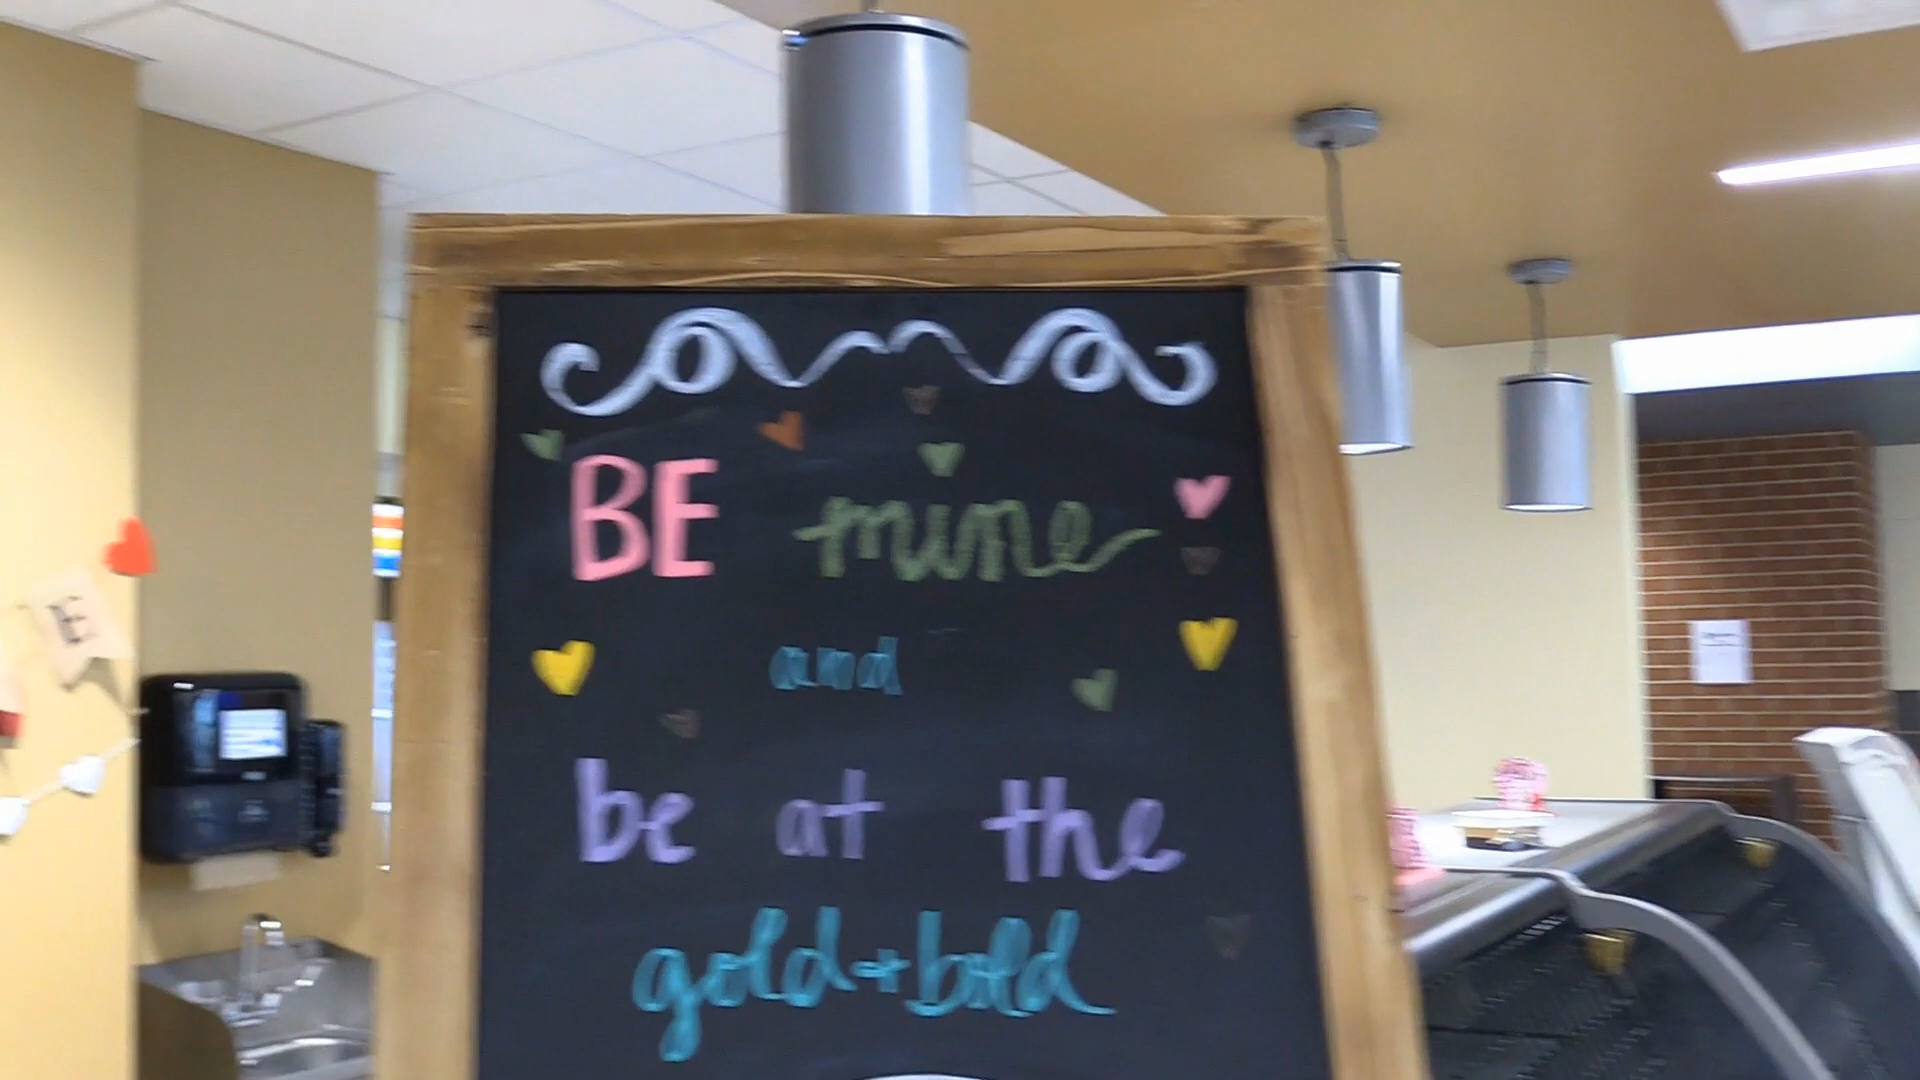 BE mine
and
be at the
gold+bold
E